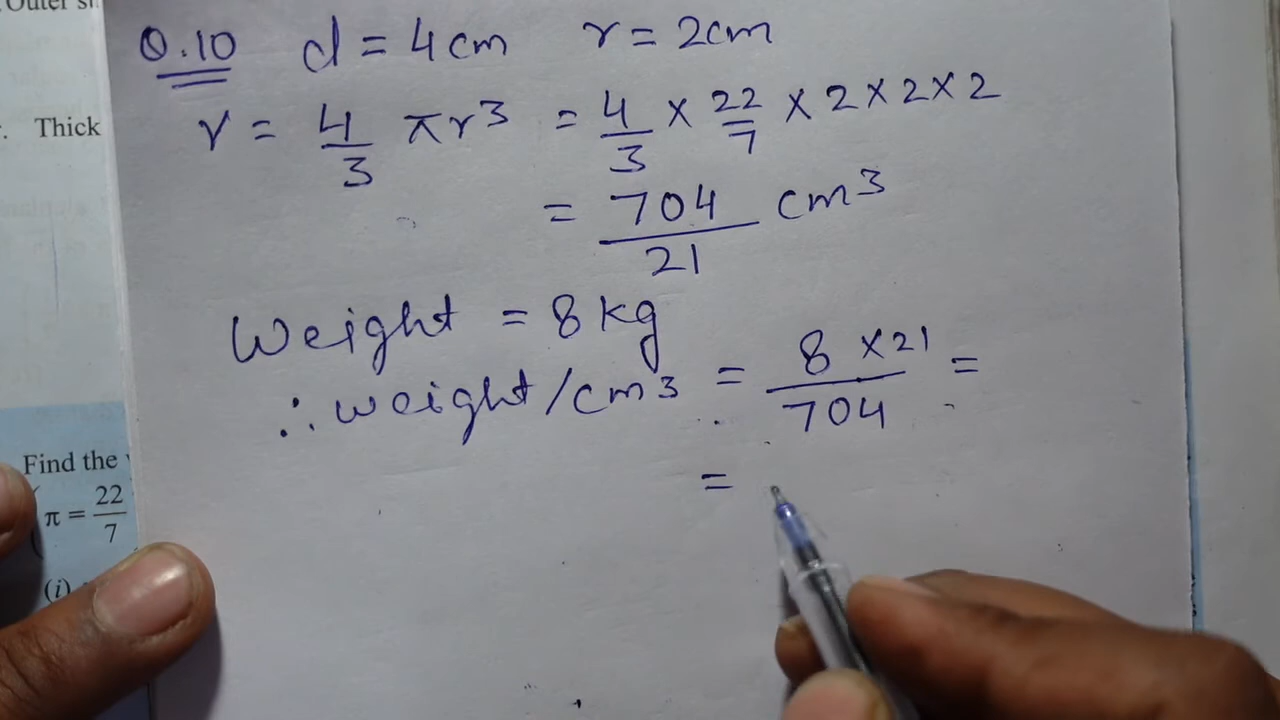 Outer
. Thick
Find the
π = 22/7
(i)
Q.10 d = 4cm r = 2cm
V = 4/3 πr³ = 4/3 × 22/7 × 2×2×2
= 704/21 cm³
Weight = 8 kg
∴ weight/cm³ = 8 ×21/704 =
=